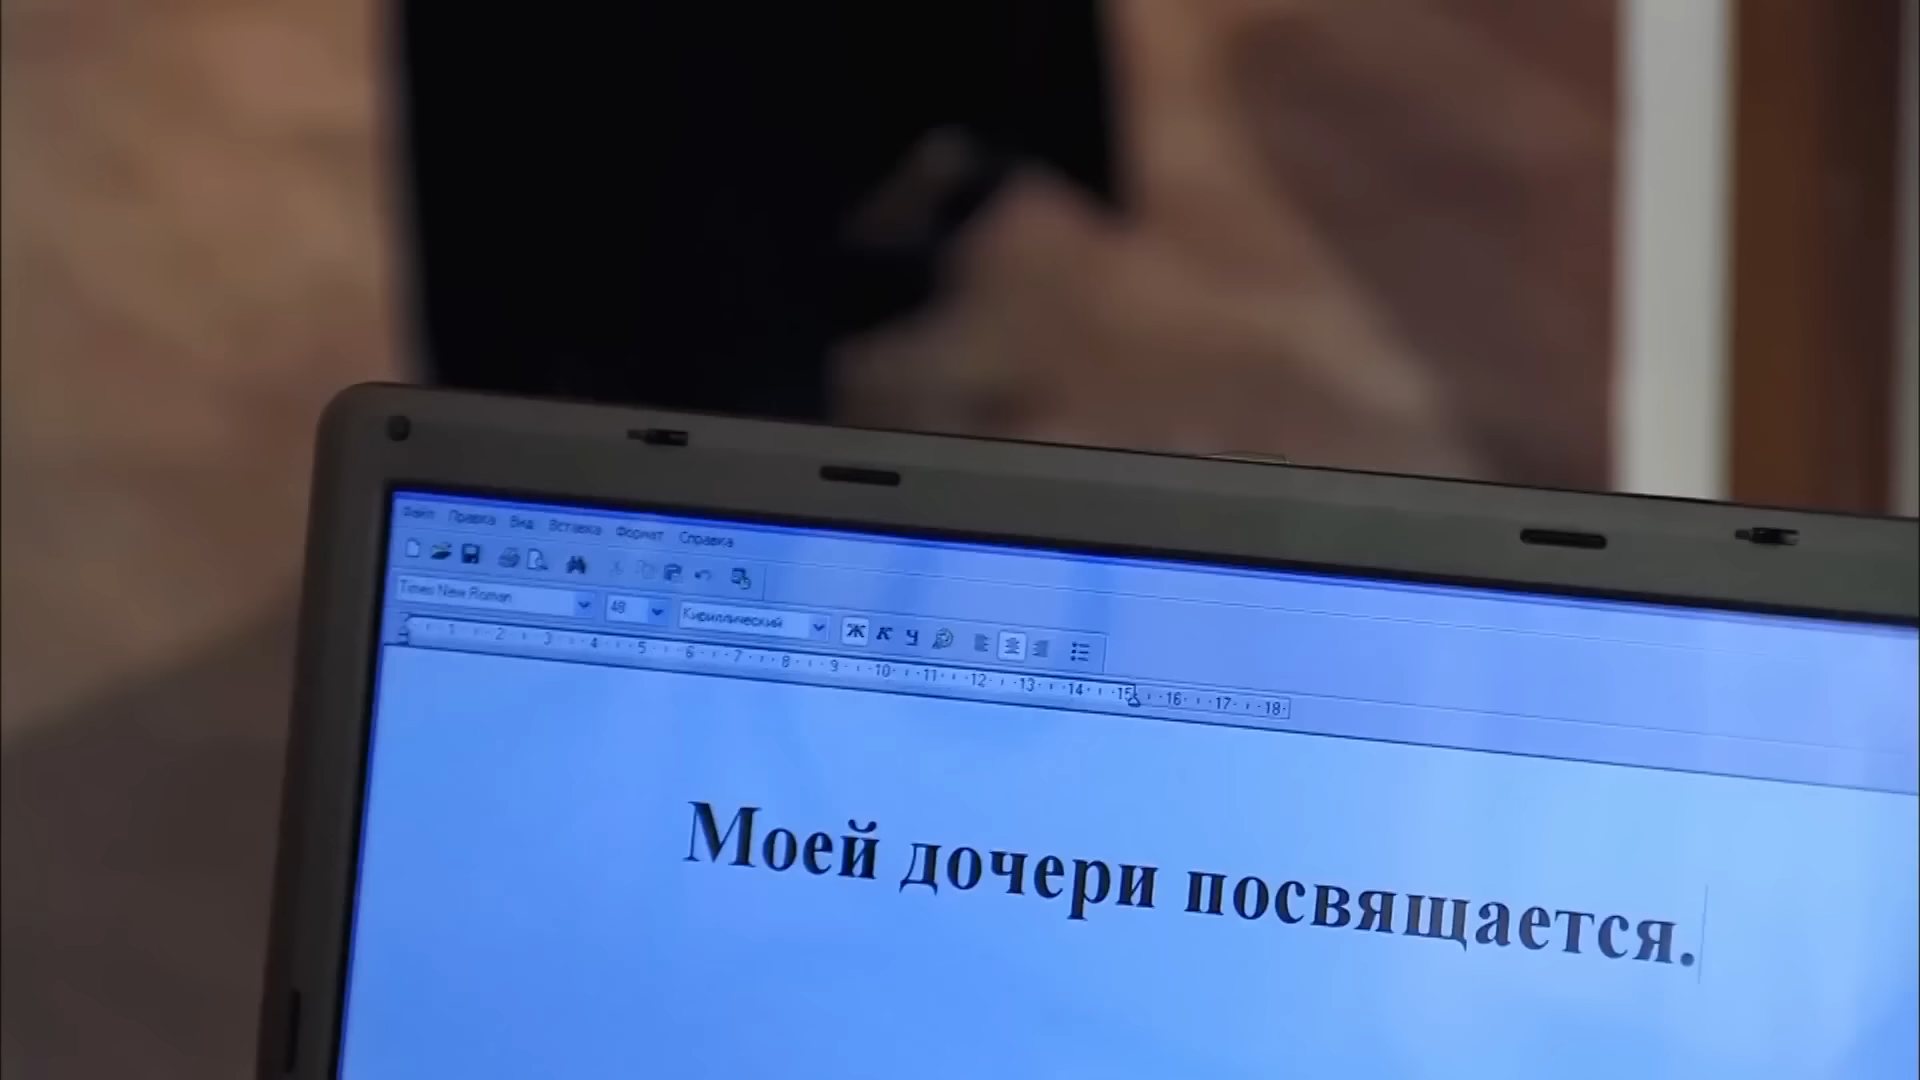 Файл Правка Вид Вставка Формат Справка
Times New Roman 48 Кириллический Ж К Ч
1 2 3 4 5 6 7 8 9 10 11 12 13 14 15 16 17 18
Моей дочери посвящается.